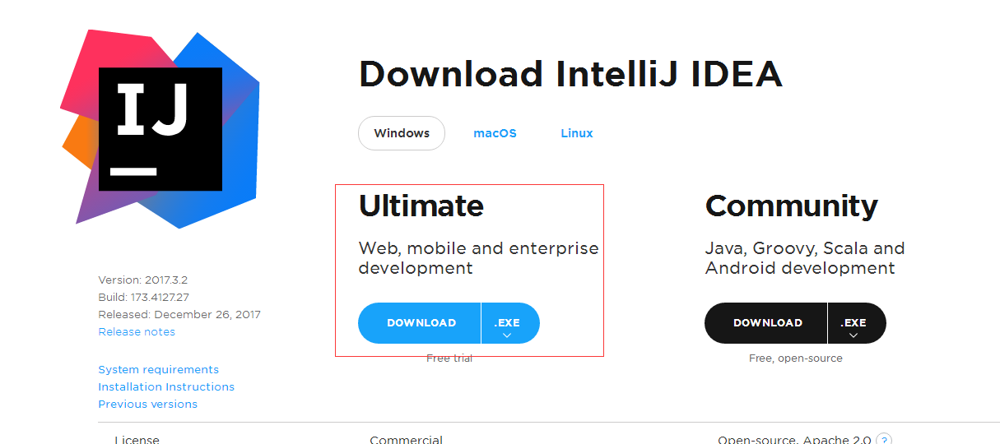 IJ
Download IntelliJ IDEA
Windows
macOS
Linux
Ultimate
Web, mobile and enterprise
development
DOWNLOAD
.EXE
Free trial
Community
Java, Groovy, Scala and
Android development
DOWNLOAD
.EXE
Free, open-source
Version: 2017.3.2
Build: 173.4127.27
Released: December 26, 2017
Release notes
System requirements
Installation Instructions
Previous versions
License
Commercial
Open-source, Apache 2.0 ?